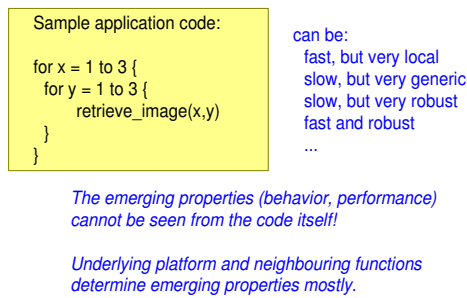 Sample application code:
for x = 1 to 3 {
for y = 1 to 3 {
retrieve_image(x,y)
}
}
can be:
fast, but very local
slow, but very generic
slow, but very robust
fast and robust
...
The emerging properties (behavior, performance)
cannot be seen from the code itself!
Underlying platform and neighbouring functions
determine emerging properties mostly.